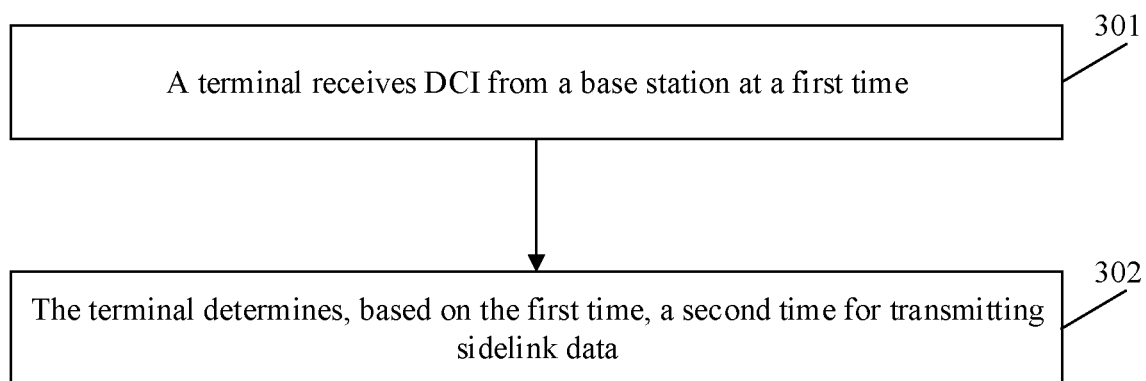 301
A terminal receives DCI from a base station at a first time
302
The terminal determines, based on the first time, a second time for transmitting
sidelink data